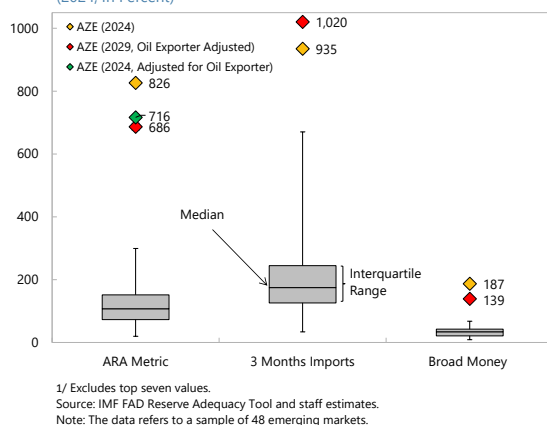 (2024, In Percent)
1000
800
600
400
200
0
AZE (2024)
AZE (2029, Oil Exporter Adjusted)
AZE (2024, Adjusted for Oil Exporter)
826
716
686
1,020
935
Median
Interquartile
Range
187
139
ARA Metric
3 Months Imports
Broad Money
1/ Excludes top seven values.
Source: IMF FAD Reserve Adequacy Tool and staff estimates.
Note: The data refers to a sample of 48 emerging markets.